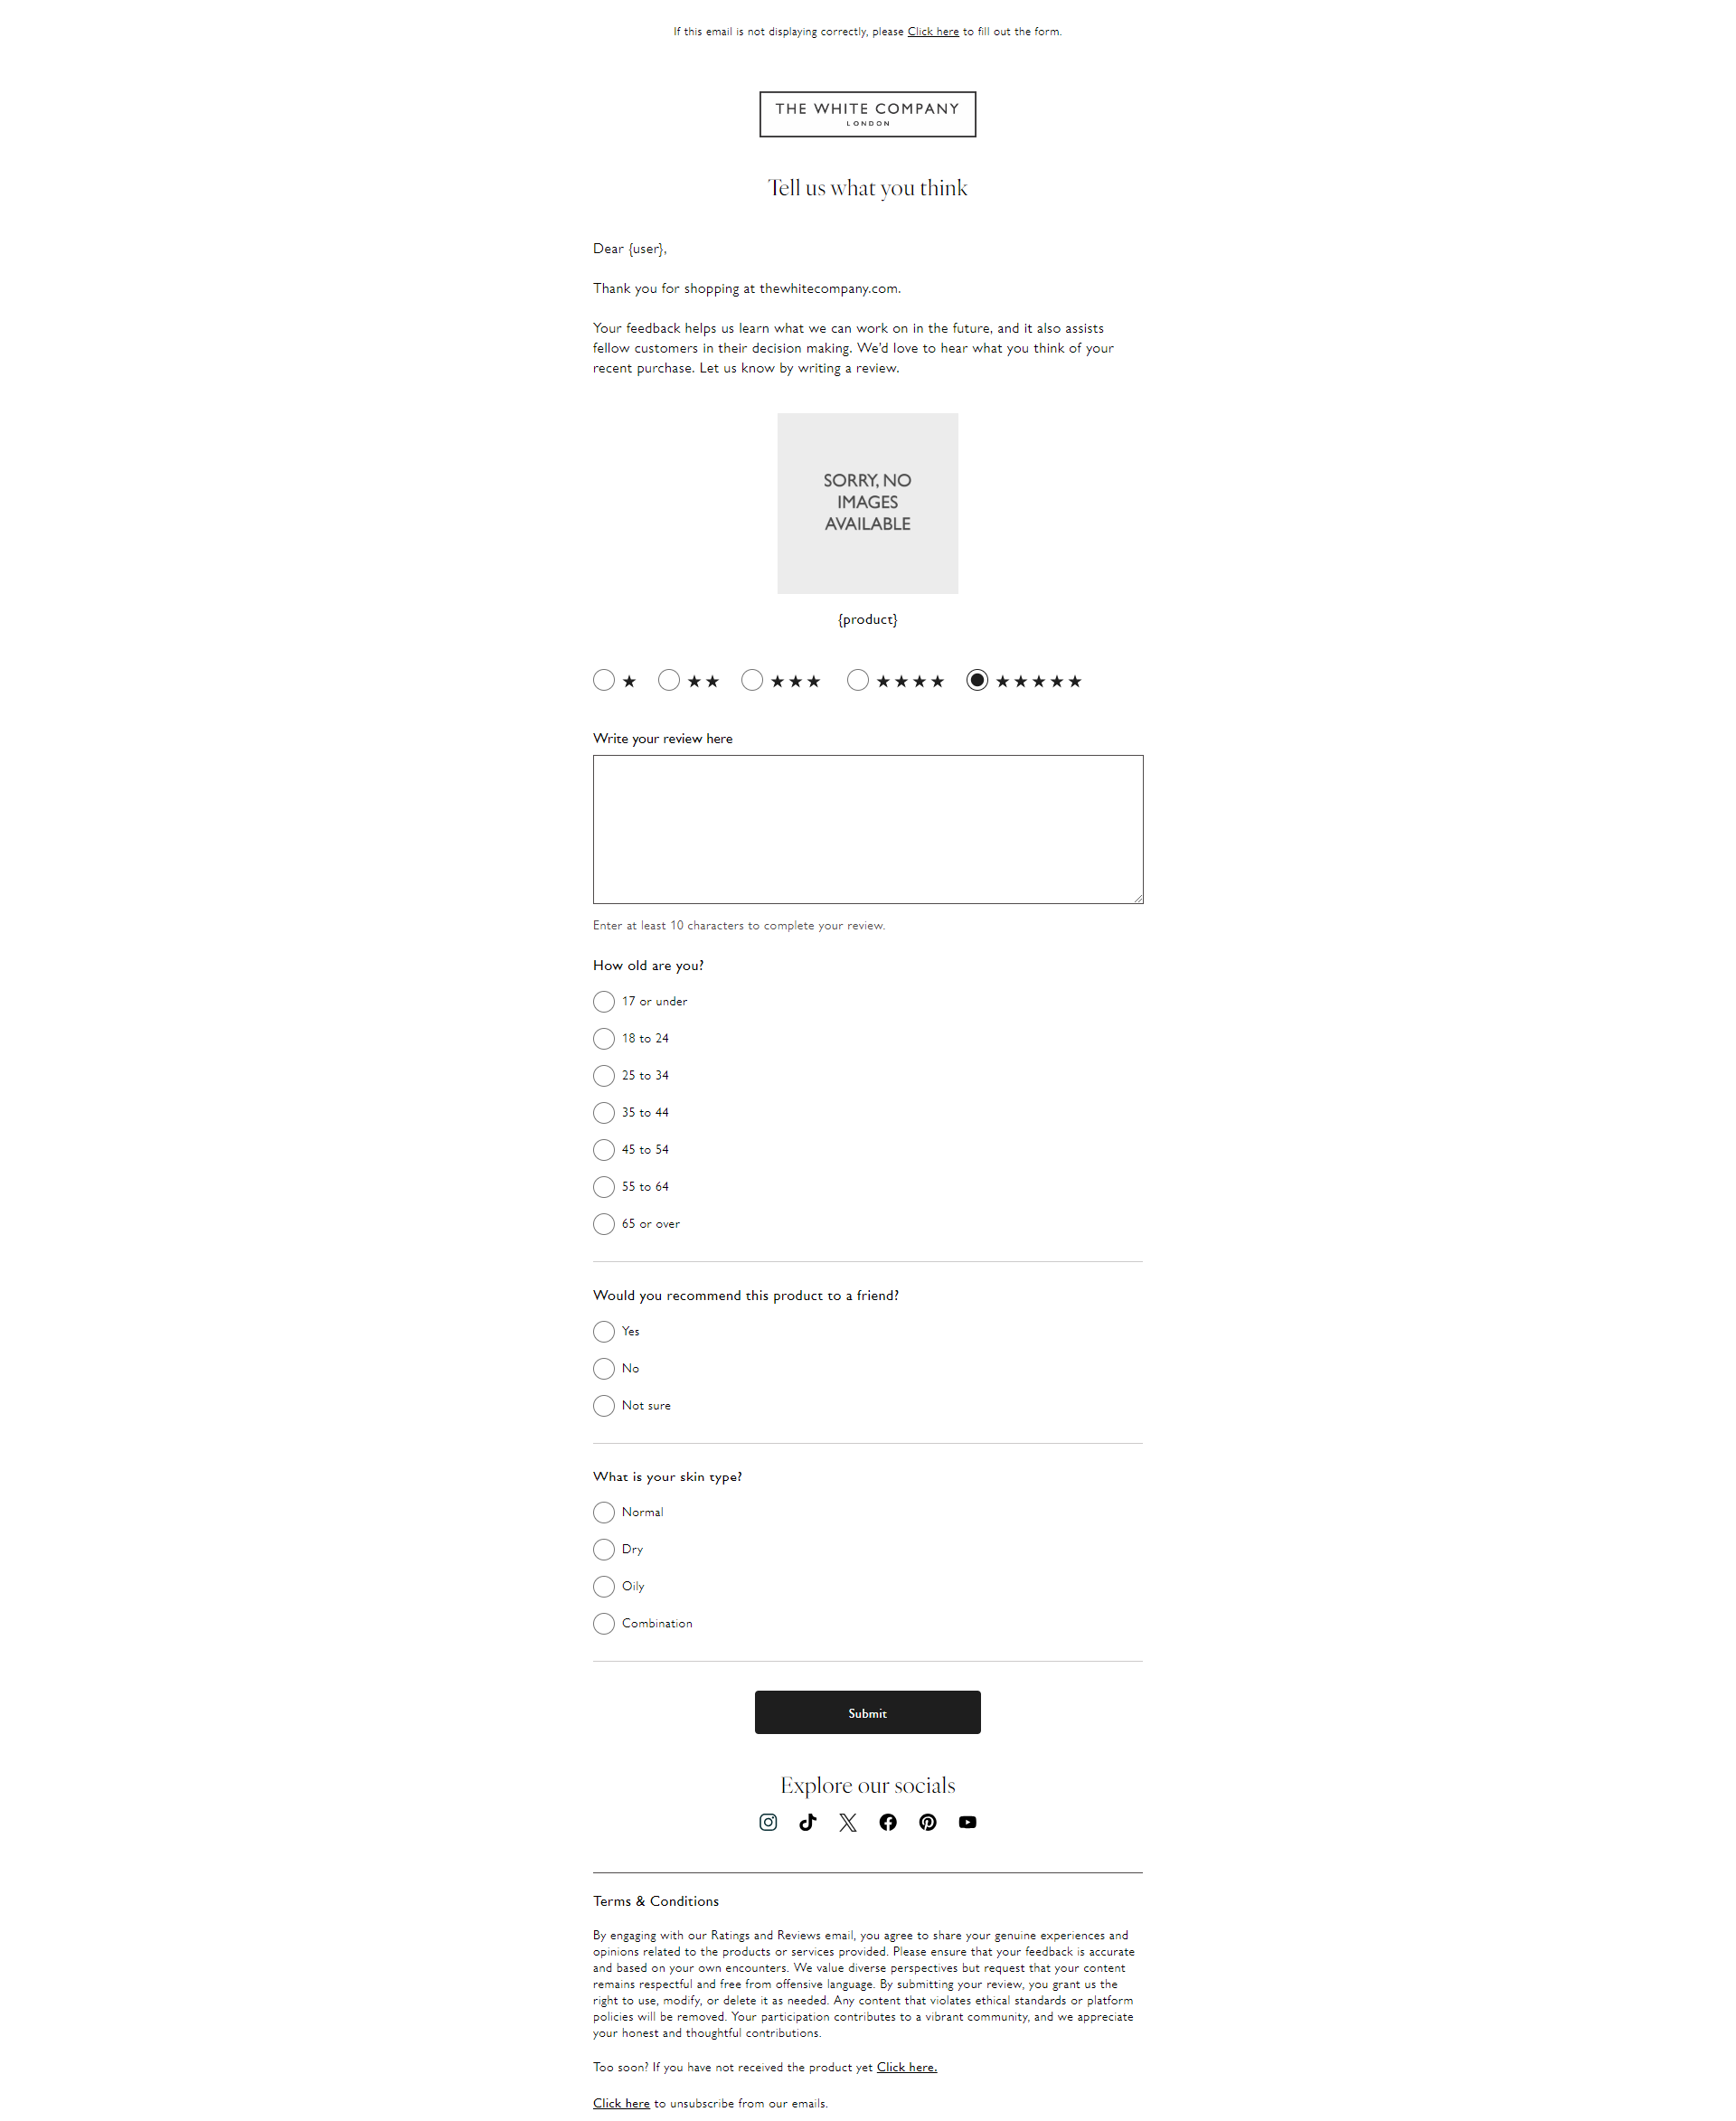 If this email is not displaying correctly, please Click here to fill out the form.
THE WHITE COMPANY
LONDON
Tell us what you think
Dear {user},
Thank you for shopping at thewhitecompany.com.
Your feedback helps us learn what we can work on in the future, and it also assists
fellow customers in their decision making. We'd love to hear what you think of your
recent purchase. Let us know by writing a review.
SORRY, NO
IMAGES
AVAILABLE
{product}
★ ★★ ★★★ ★★★★ ★★★★★
Write your review here
Enter at least 10 characters to complete your review.
How old are you?
17 or under
18 to 24
25 to 34
35 to 44
45 to 54
55 to 64
65 or over
Would you recommend this product to a friend?
Yes
No
Not sure
What is your skin type?
Normal
Dry
Oily
Combination
Submit
Explore our socials
Terms & Conditions
By engaging with our Ratings and Reviews email, you agree to share your genuine experiences and
opinions related to the products or services provided. Please ensure that your feedback is accurate
and based on your own encounters. We value diverse perspectives but request that your content
remains respectful and free from offensive language. By submitting your review, you grant us the
right to use, modify, or delete it as needed. Any content that violates ethical standards or platform
policies will be removed. Your participation contributes to a vibrant community, and we appreciate
your honest and thoughtful contributions.
Too soon? If you have not received the product yet Click here.
Click here to unsubscribe from our emails.